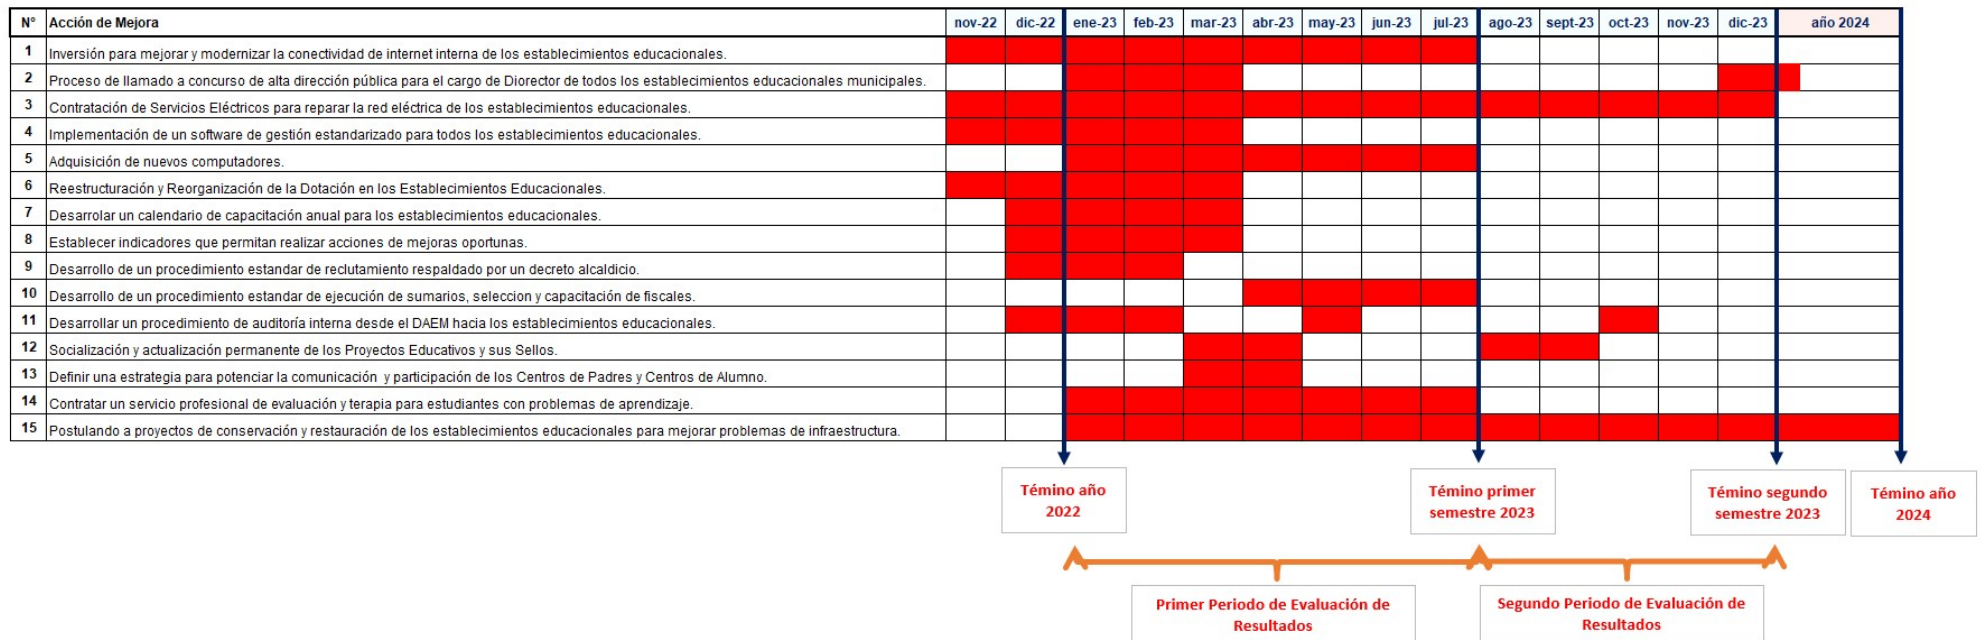 N° Acción de Mejora nov-22 dic-22 ene-23 feb-23 mar-23 abr-23 may-23 jun-23 jul-23 ago-23 sept-23 oct-23 nov-23 dic-23 año 2024
1 Inversión para mejorar y modernizar la conectividad de internet interna de los establecimientos educacionales.
2 Proceso de llamado a concurso de alta dirección pública para el cargo de Diorector de todos los establecimientos educacionales municipales.
3 Contratación de Servicios Eléctricos para reparar la red eléctrica de los establecimientos educacionales.
4 Implementación de un software de gestión estandarizado para todos los establecimientos educacionales.
5 Adquisición de nuevos computadores.
6 Reestructuración y Reorganización de la Dotación en los Establecimientos Educacionales.
7 Desarrolar un calendario de capacitación anual para los establecimientos educacionales.
8 Establecer indicadores que permitan realizar acciones de mejoras oportunas.
9 Desarrollo de un procedimiento estandar de reclutamiento respaldado por un decreto alcaldicio.
10 Desarrollo de un procedimiento estandar de ejecución de sumarios, seleccion y capacitación de fiscales.
11 Desarrollar un procedimiento de auditoría interna desde el DAEM hacia los establecimientos educacionales.
12 Socialización y actualización permanente de los Proyectos Educativos y sus Sellos.
13 Definir una estrategia para potenciar la comunicación y participación de los Centros de Padres y Centros de Alumno.
14 Contratar un servicio profesional de evaluación y terapia para estudiantes con problemas de aprendizaje.
15 Postulando a proyectos de conservación y restauración de los establecimientos educacionales para mejorar problemas de infraestructura.
Témino año
2022
Témino primer
semestre 2023
Témino segundo
semestre 2023
Témino año
2024
Primer Periodo de Evaluación de
Resultados
Segundo Periodo de Evaluación de
Resultados